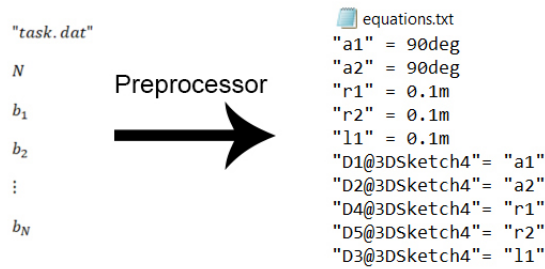 "task.dat"
N
b₁
b₂
⋮
b_N
Preprocessor
equations.txt
"a1" = 90deg
"a2" = 90deg
"r1" = 0.1m
"r2" = 0.1m
"l1" = 0.1m
"D1@3DSketch4"= "a1"
"D2@3DSketch4"= "a2"
"D4@3DSketch4"= "r1"
"D5@3DSketch4"= "r2"
"D3@3DSketch4"= "l1"